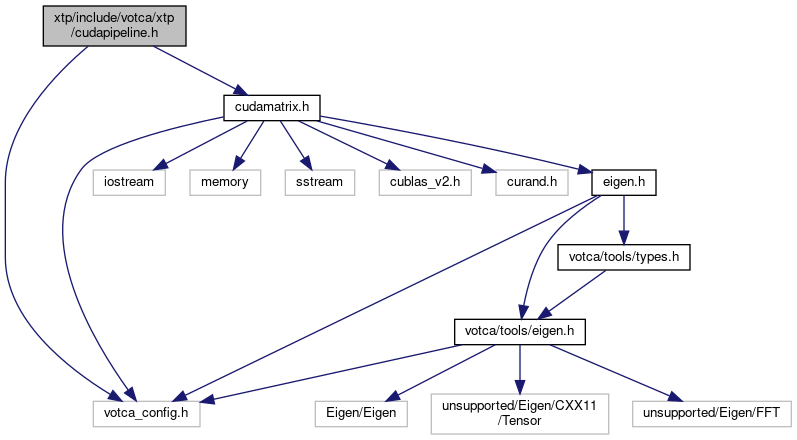 xtp/include/votca/xtp
/cudapipeline.h
cudamatrix.h
iostream
memory
sstream
cublas_v2.h
curand.h
eigen.h
votca/tools/types.h
votca/tools/eigen.h
votca_config.h
Eigen/Eigen
unsupported/Eigen/CXX11
/Tensor
unsupported/Eigen/FFT